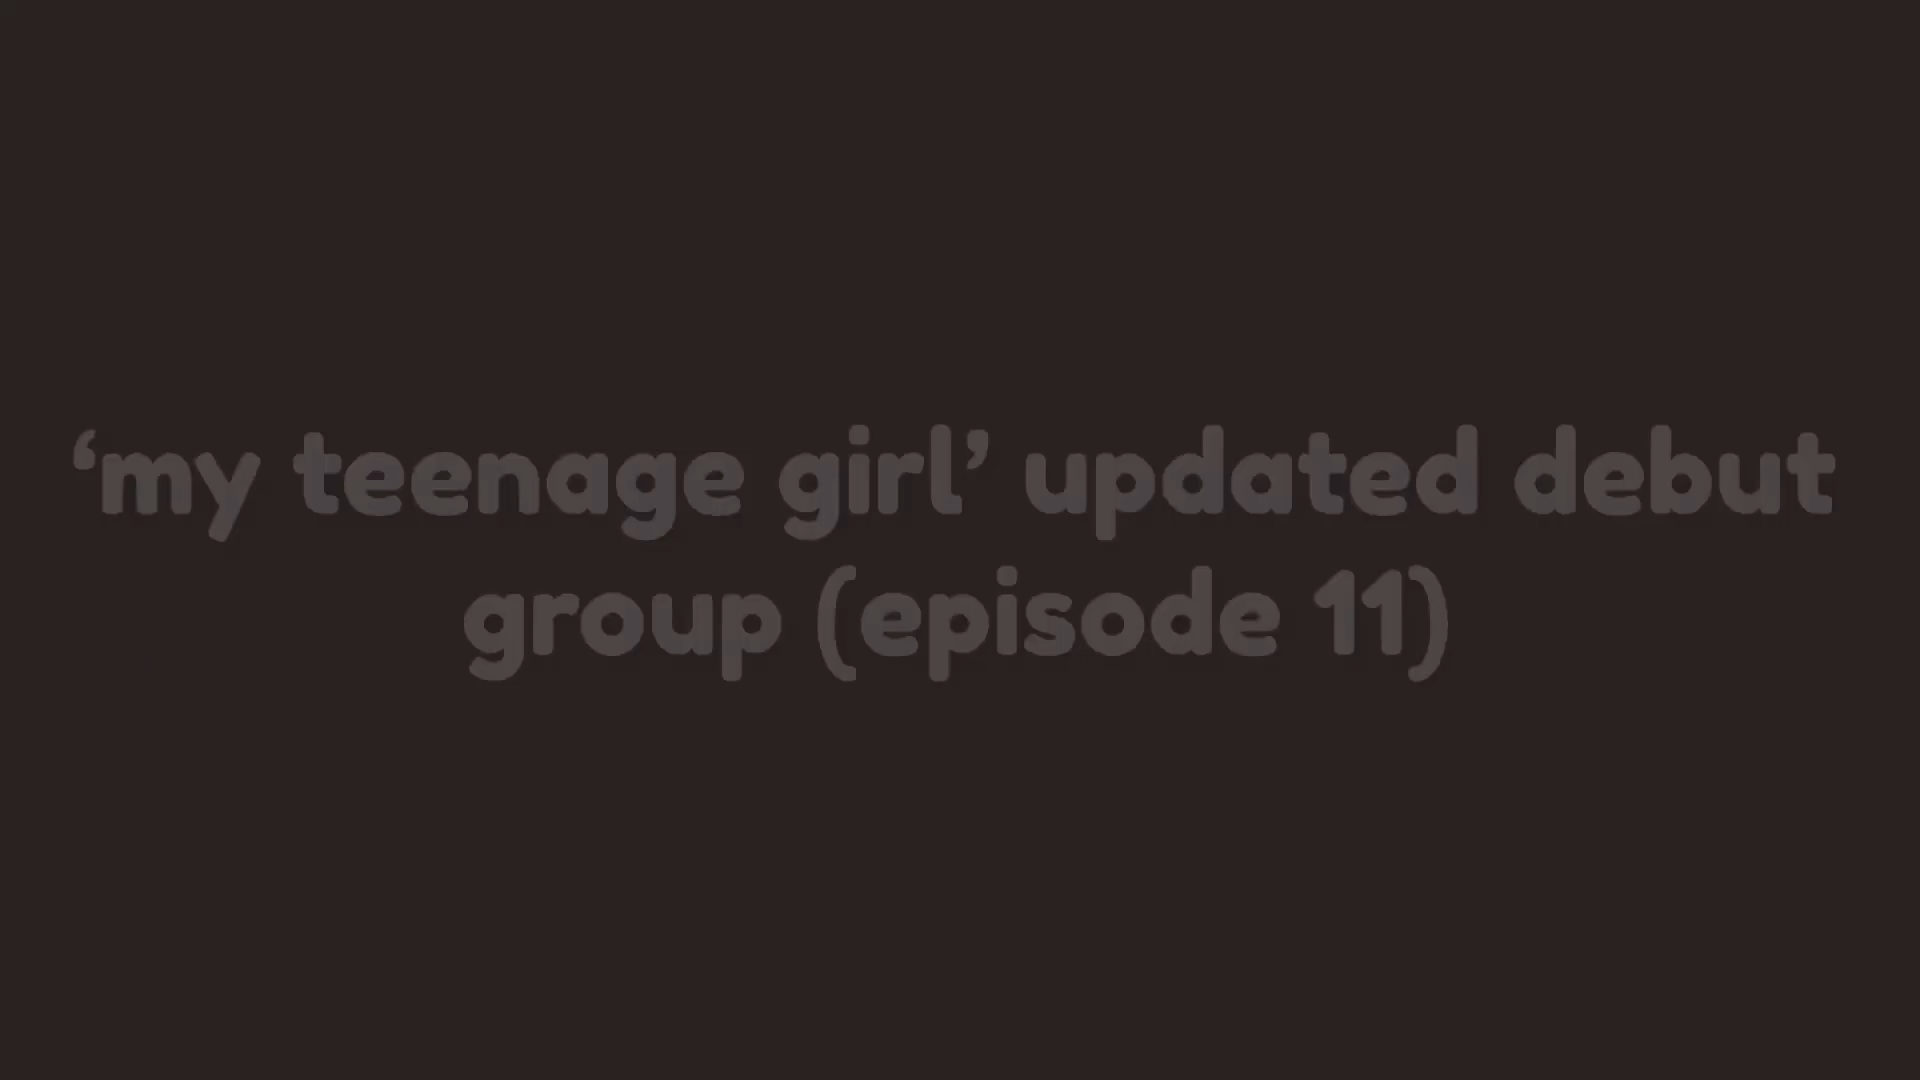 ‘my teenage girl’ updated debut
group (episode 11)